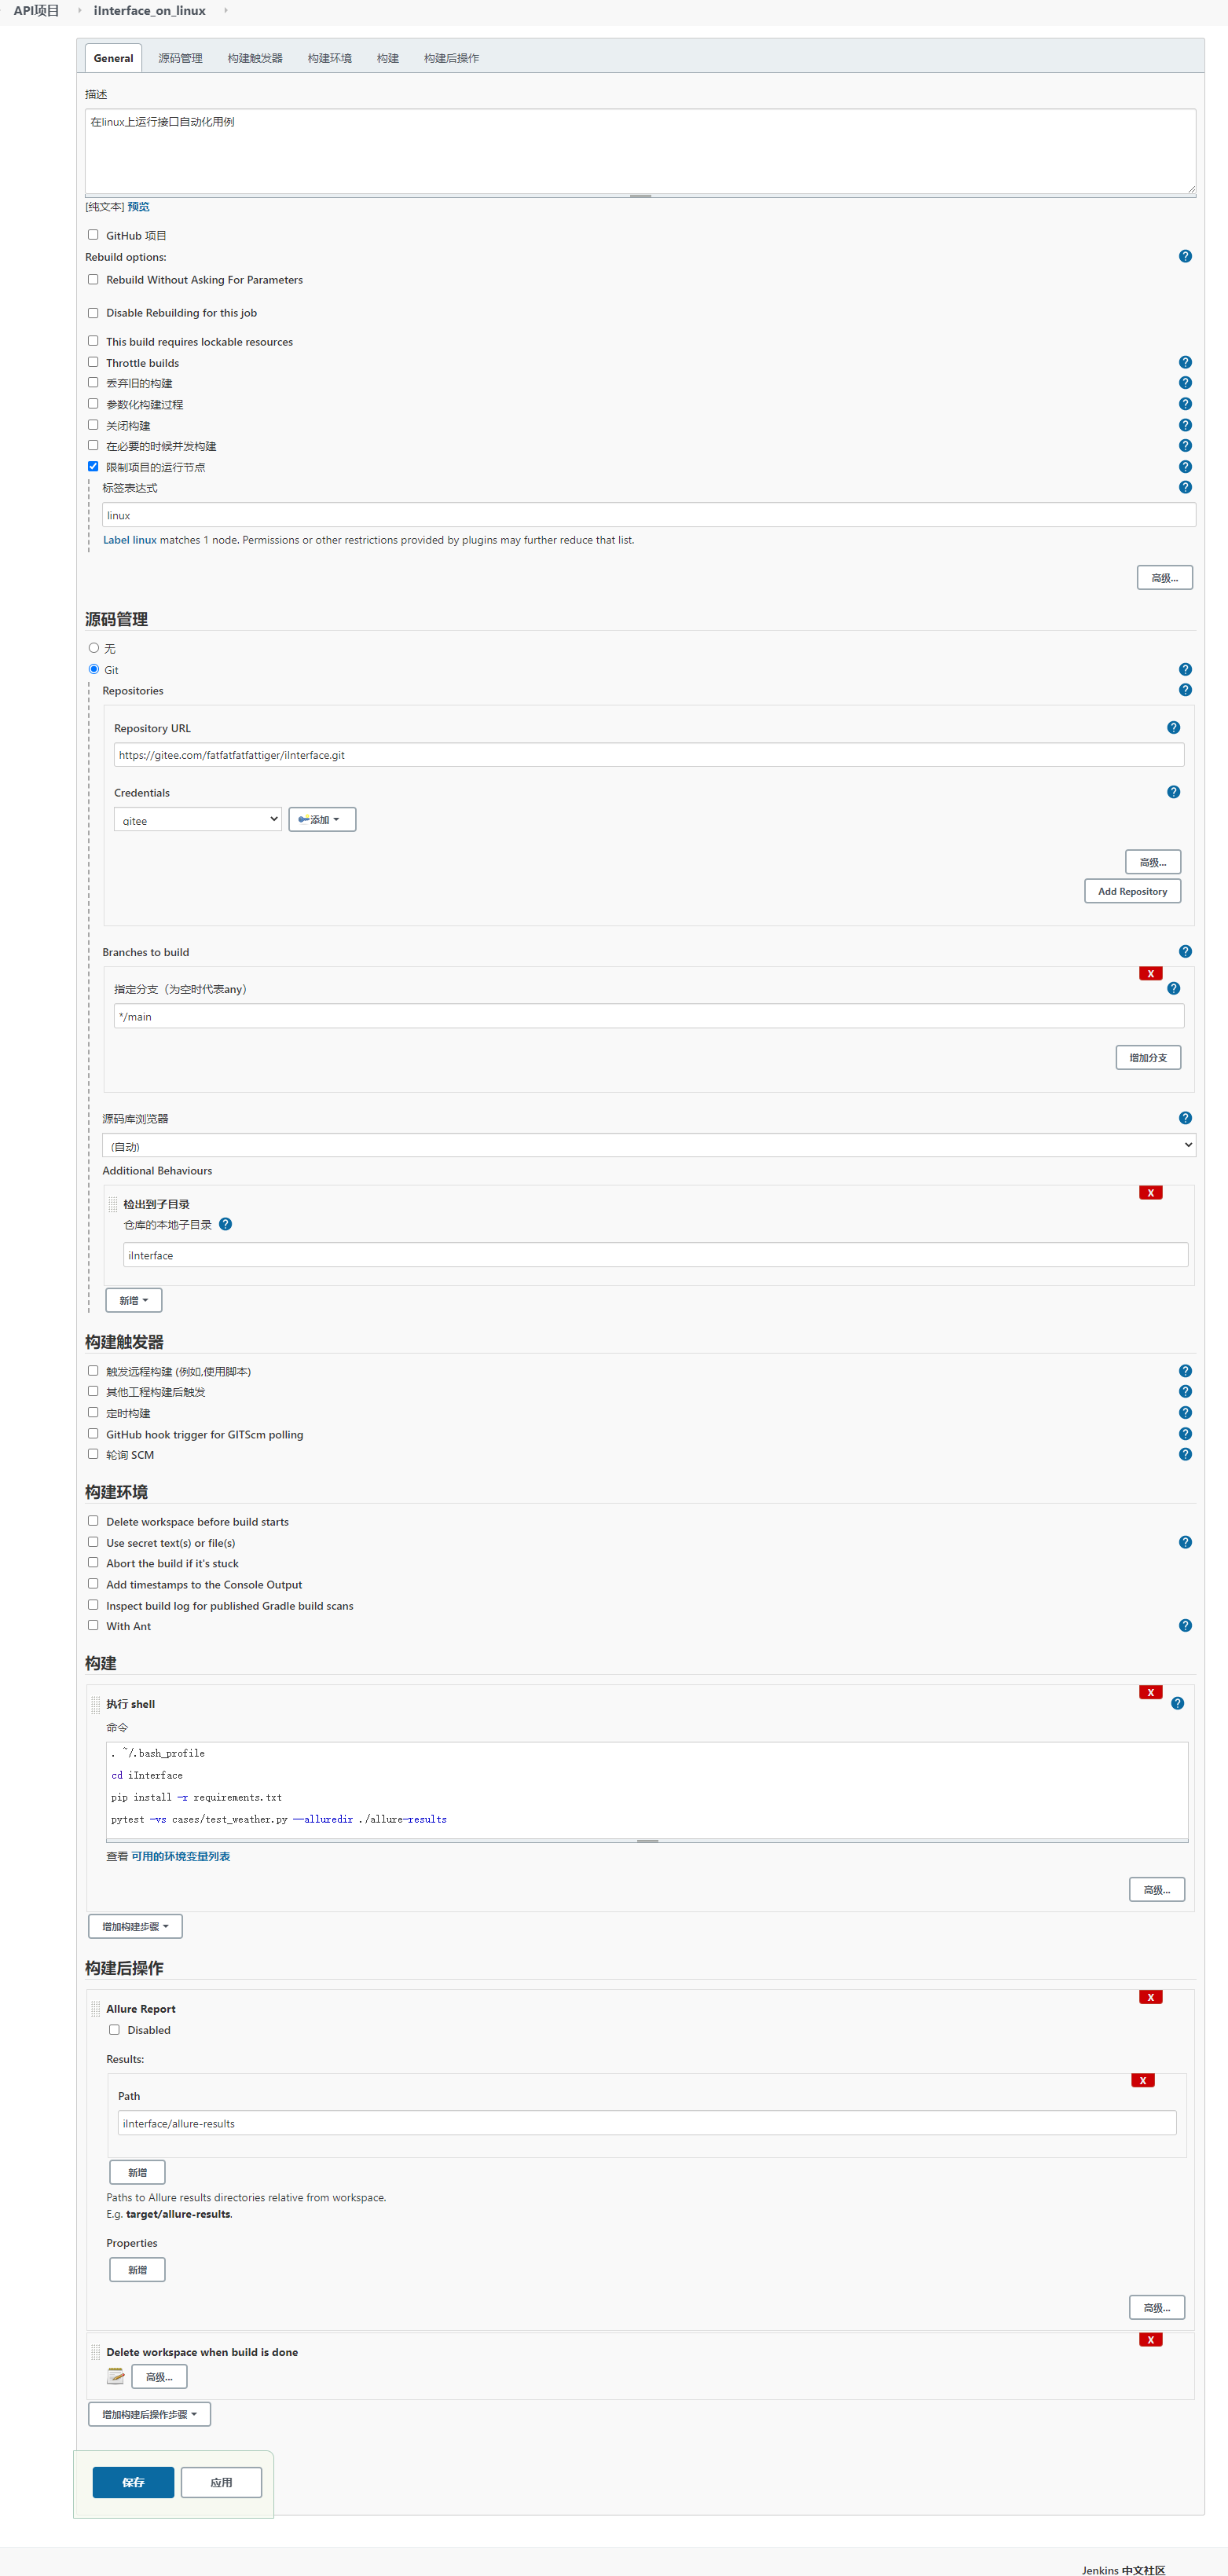 API项目 iInterface_on_linux
General 源码管理 构建触发器 构建环境 构建 构建后操作
描述
在linux上运行接口自动化用例
[纯文本] 预览
GitHub 项目
Rebuild options:
Rebuild Without Asking For Parameters
Disable Rebuilding for this job
This build requires lockable resources
Throttle builds
丢弃旧的构建
参数化构建过程
关闭构建
在必要的时候并发构建
限制项目的运行节点
标签表达式
linux
Label linux matches 1 node. Permissions or other restrictions provided by plugins may further reduce that list.
高级...
源码管理
无
Git
Repositories
Repository URL
https://gitee.com/fatfatfatfattiger/iInterface.git
Credentials
gitee 添加
高级...
Add Repository
Branches to build
X
指定分支（为空时代表any）
*/main
增加分支
源码库浏览器
(自动)
Additional Behaviours
X
检出到子目录
仓库的本地子目录
iInterface
新增
构建触发器
触发远程构建 (例如,使用脚本)
其他工程构建后触发
定时构建
GitHub hook trigger for GITScm polling
轮询 SCM
构建环境
Delete workspace before build starts
Use secret text(s) or file(s)
Abort the build if it's stuck
Add timestamps to the Console Output
Inspect build log for published Gradle build scans
With Ant
构建
X
执行 shell
命令
. ~/.bash_profile
cd iInterface
pip install -r requirements.txt
pytest -vs cases/test_weather.py --alluredir ./allure-results
查看 可用的环境变量列表
高级...
增加构建步骤
构建后操作
X
Allure Report
Disabled
Results:
X
Path
iInterface/allure-results
新增
Paths to Allure results directories relative from workspace.
E.g. target/allure-results.
Properties
新增
高级...
X
Delete workspace when build is done
高级...
增加构建后操作步骤
保存 应用
Jenkins 中文社区